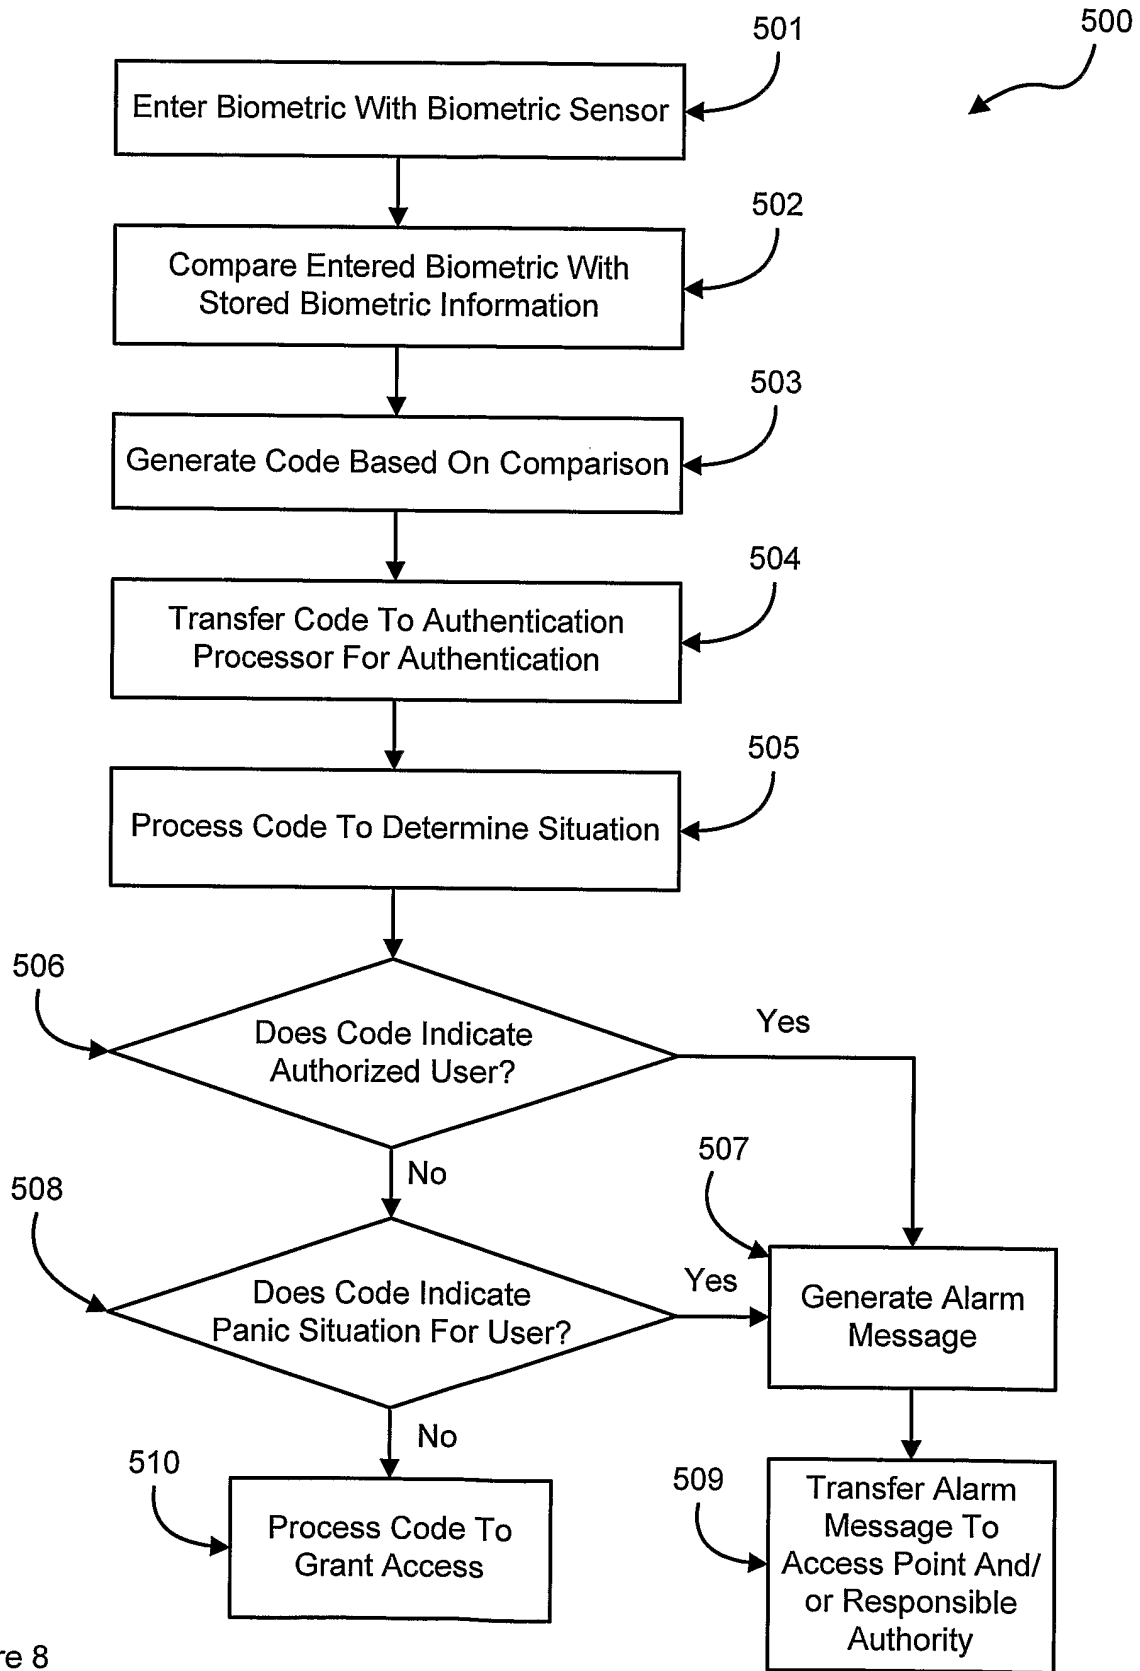 500
501
Enter Biometric With Biometric Sensor
502
Compare Entered Biometric With
Stored Biometric Information
503
Generate Code Based On Comparison
504
Transfer Code To Authentication
Processor For Authentication
505
Process Code To Determine Situation
506
Does Code Indicate
Authorized User?
Yes
No
507
Generate Alarm
Message
508
Does Code Indicate
Panic Situation For User?
Yes
No
509
Transfer Alarm
Message To
Access Point And/
or Responsible
Authority
510
Process Code To
Grant Access
re 8